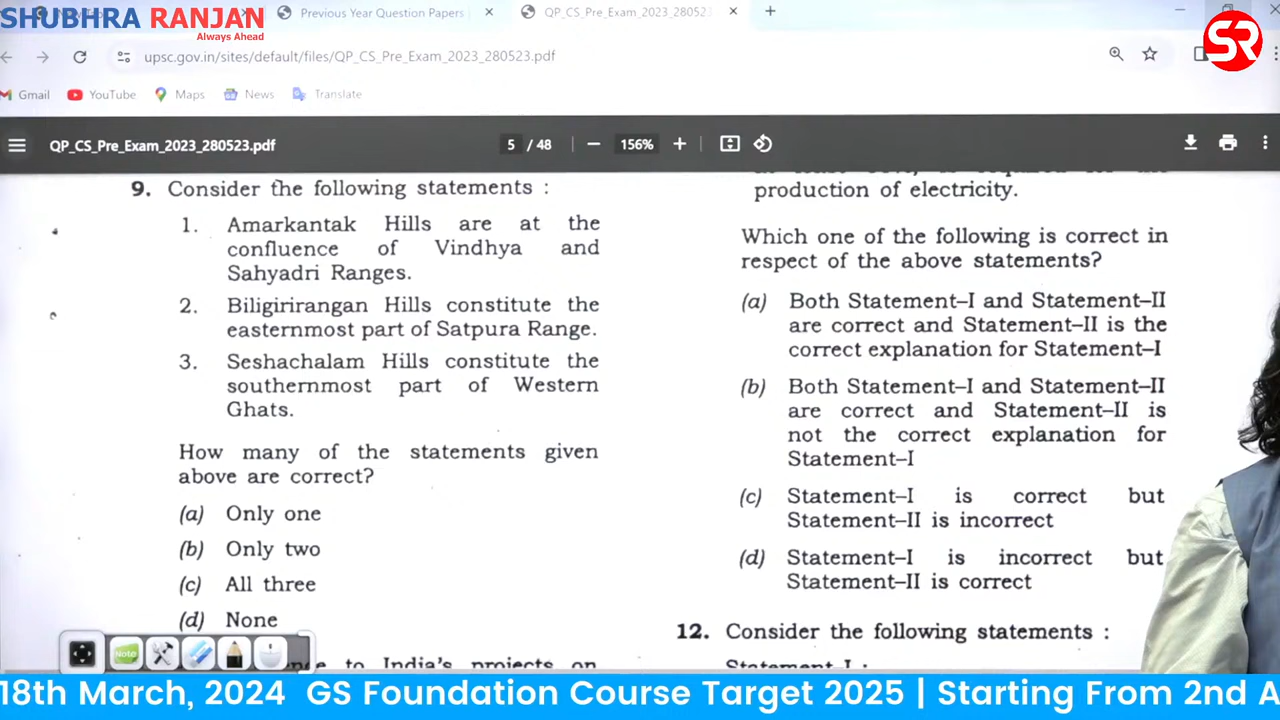 SHUBHRA RANJAN
Always Ahead
Previous Year Question Papers
QP_CS_Pre_Exam_2023_280523
SR
upsc.gov.in/sites/default/files/QP_CS_Pre_Exam_2023_280523.pdf
Gmail YouTube Maps News Translate
QP_CS_Pre_Exam_2023_280523.pdf 5 / 48 156%
9. Consider the following statements :
1. Amarkantak Hills are at the
confluence of Vindhya and
Sahyadri Ranges.
2. Biligirirangan Hills constitute the
easternmost part of Satpura Range.
3. Seshachalam Hills constitute the
southernmost part of Western
Ghats.
How many of the statements given
above are correct?
(a) Only one
(b) Only two
(c) All three
(d) None
to India's projects on
production of electricity.
Which one of the following is correct in
respect of the above statements?
(a) Both Statement–I and Statement–II
are correct and Statement–II is the
correct explanation for Statement–I
(b) Both Statement–I and Statement–II
are correct and Statement–II is
not the correct explanation for
Statement–I
(c) Statement–I is correct but
Statement–II is incorrect
(d) Statement–I is incorrect but
Statement–II is correct
12. Consider the following statements :
Statement–I :
Note
18th March, 2024 GS Foundation Course Target 2025 | Starting From 2nd A